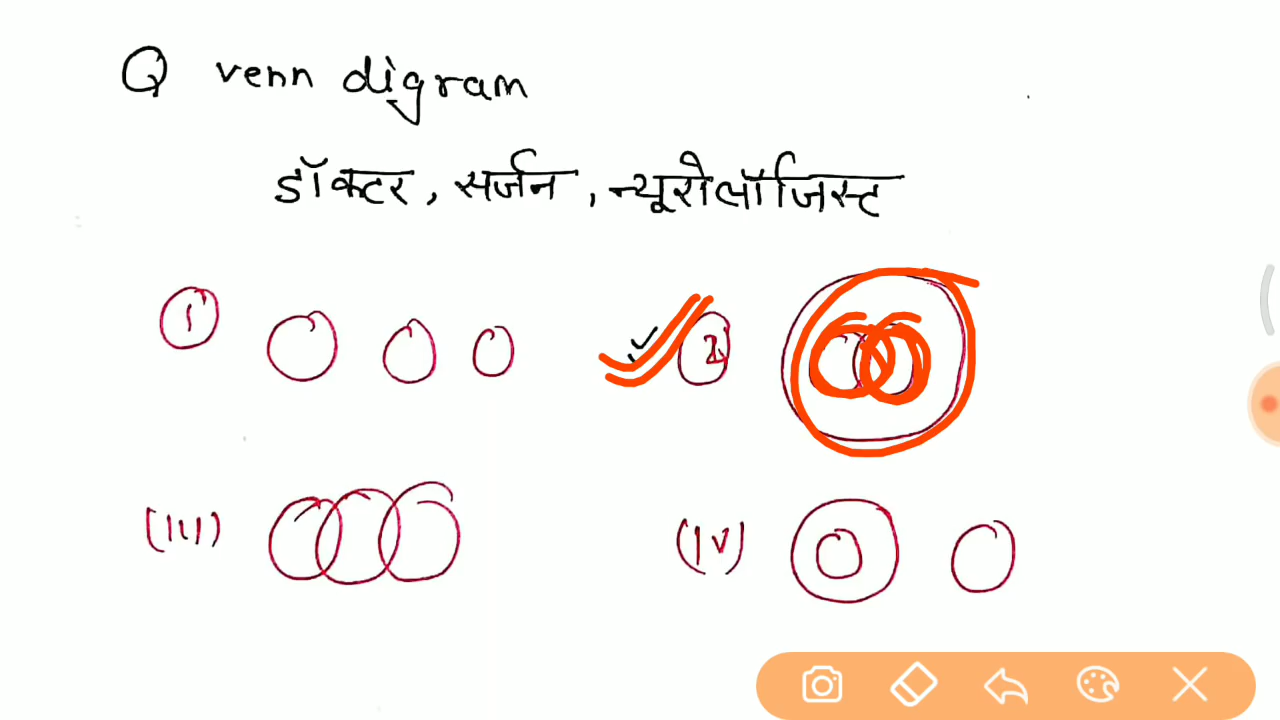 Q venn digram
डॉक्टर, सर्जन, न्यूरोलॉजिस्ट
1 2
(III) (IV)